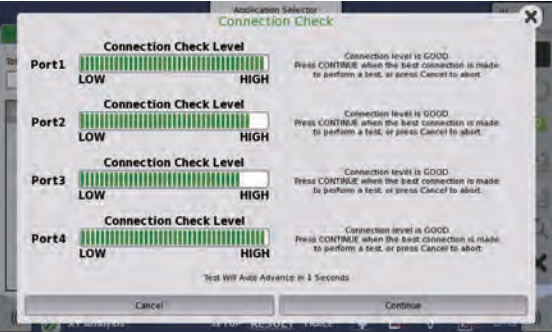 Application Selector
Connection Check
Connection Check Level
Port1
LOW HIGH
Connection level is GOOD
Press CONTINUE when the best connection is made
to perform a test, or press Cancel to abort
Connection Check Level
Port2
LOW HIGH
Connection level is GOOD
Press CONTINUE when the best connection is made
to perform a test, or press Cancel to abort
Connection Check Level
Port3
LOW HIGH
Connection level is GOOD
Press CONTINUE when the best connection is made
to perform a test, or press Cancel to abort
Connection Check Level
Port4
LOW HIGH
Connection level is GOOD
Press CONTINUE when the best connection is made
to perform a test, or press Cancel to abort
Test Will Auto Advance in 1 Seconds
Cancel Continue
SETUP RESULT TRACE